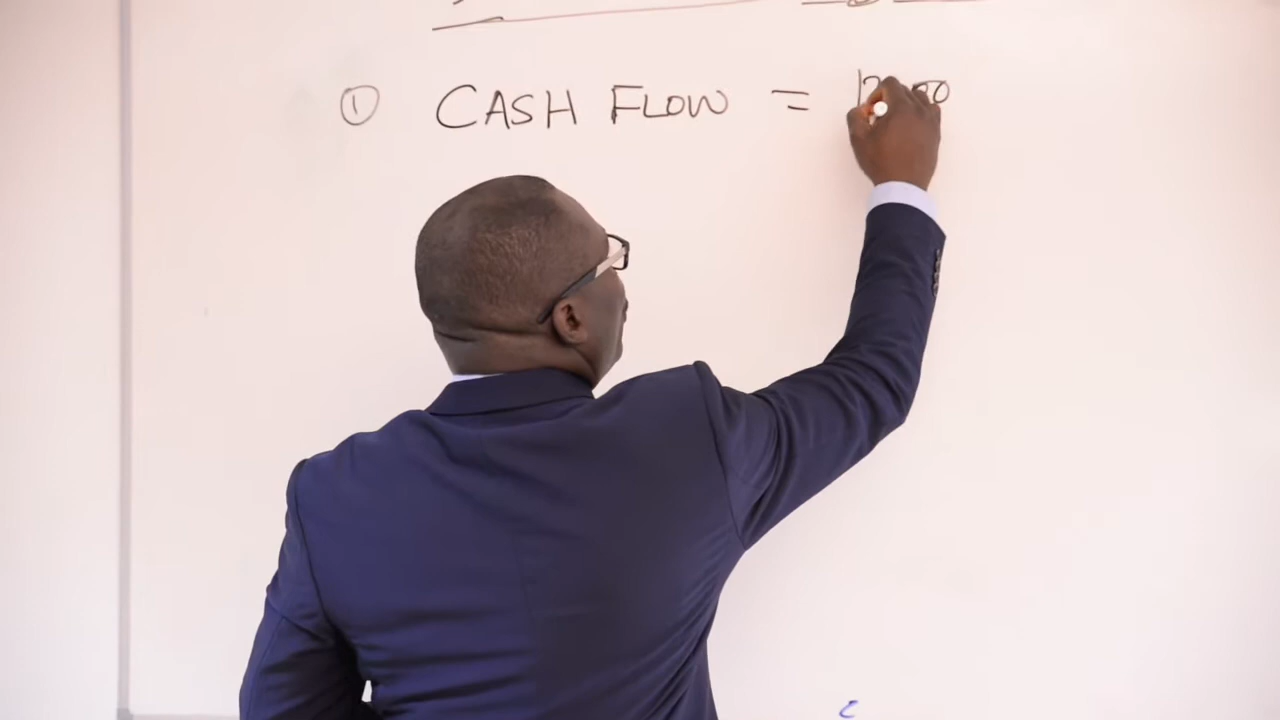 ① CASH FLOW =